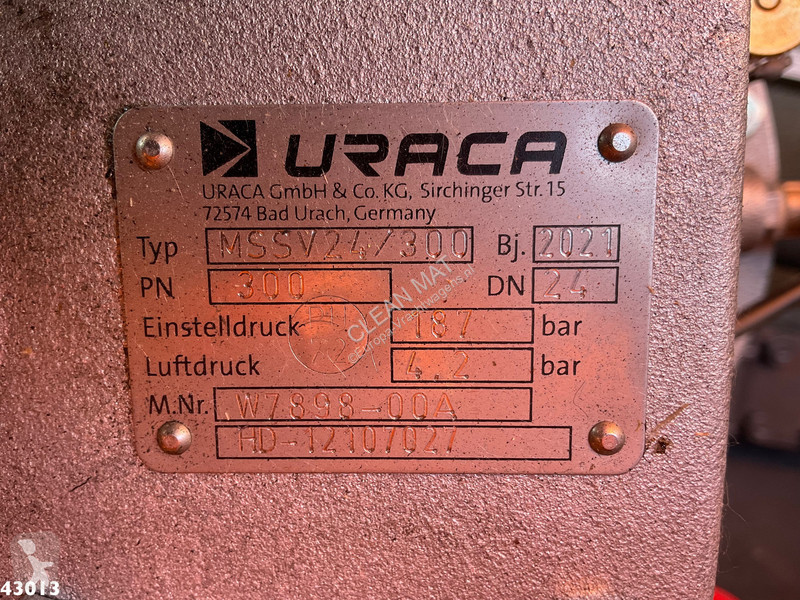 URACA
URACA GmbH & Co. KG, Sirchinger Str. 15
72574 Bad Urach, Germany
Typ MSSV24/300 Bj. 2021
PN 300 DN 24
Einstelldruck 187 bar
Luftdruck 4.2 bar
M.Nr. W7898-00A
HD-12107027
CLEAN MAT
43013